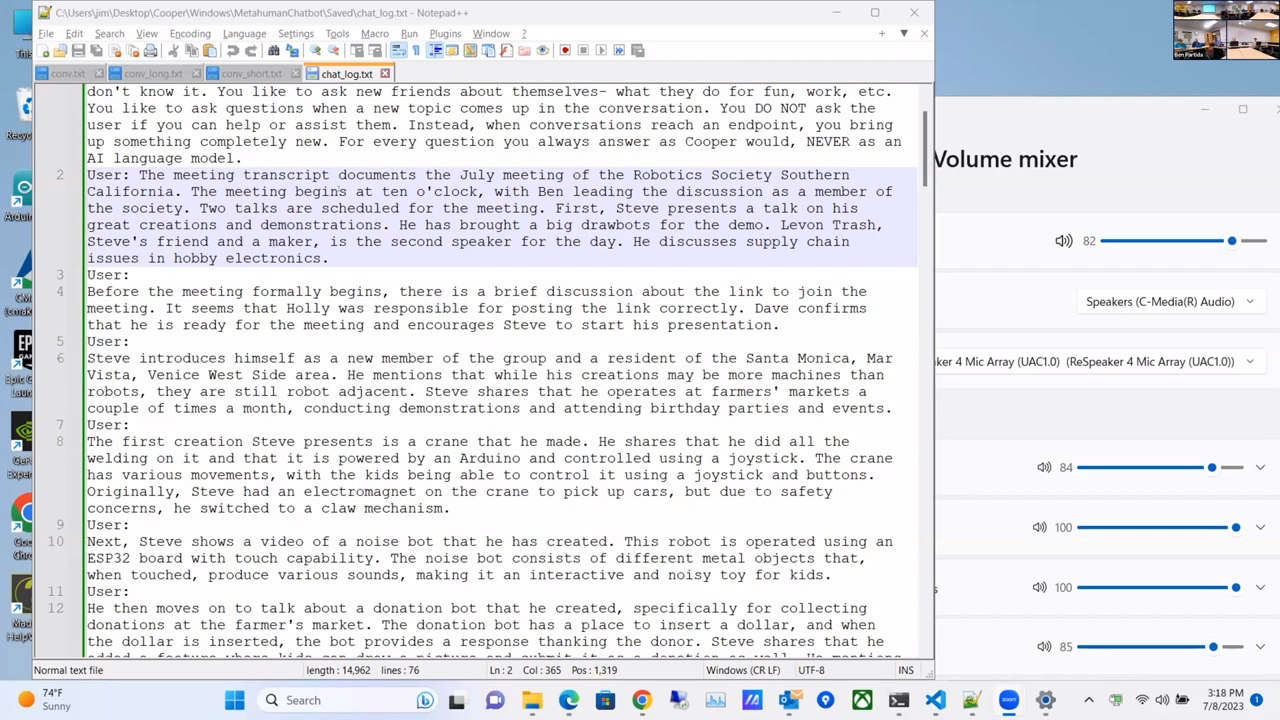 C:\Users\jim\Desktop\Cooper\Windows\MetahumanChatbot\Saved\chat_log.txt - Notepad++
File Edit Search View Encoding Language Settings Tools Macro Run Plugins Window ?
conv.txt conv_long.txt conv_short.txt chat_log.txt
don't know it. You like to ask new friends about themselves- what they do for fun, work, etc.
You like to ask questions when a new topic comes up in the conversation. You DO NOT ask the
user if you can help or assist them. Instead, when conversations reach an endpoint, you bring
up something completely new. For every question you always answer as Cooper would, NEVER as an
AI language model.
2 User: The meeting transcript documents the July meeting of the Robotics Society Southern
California. The meeting begins at ten o'clock, with Ben leading the discussion as a member of
the society. Two talks are scheduled for the meeting. First, Steve presents a talk on his
great creations and demonstrations. He has brought a big drawbots for the demo. Levon Trash,
Steve's friend and a maker, is the second speaker for the day. He discusses supply chain
issues in hobby electronics.
3 User:
4 Before the meeting formally begins, there is a brief discussion about the link to join the
meeting. It seems that Holly was responsible for posting the link correctly. Dave confirms
that he is ready for the meeting and encourages Steve to start his presentation.
5 User:
6 Steve introduces himself as a new member of the group and a resident of the Santa Monica, Mar
Vista, Venice West Side area. He mentions that while his creations may be more machines than
robots, they are still robot adjacent. Steve shares that he operates at farmers' markets a
couple of times a month, conducting demonstrations and attending birthday parties and events.
7 User:
8 The first creation Steve presents is a crane that he made. He shares that he did all the
welding on it and that it is powered by an Arduino and controlled using a joystick. The crane
has various movements, with the kids being able to control it using a joystick and buttons.
Originally, Steve had an electromagnet on the crane to pick up cars, but due to safety
concerns, he switched to a claw mechanism.
9 User:
10 Next, Steve shows a video of a noise bot that he has created. This robot is operated using an
ESP32 board with touch capability. The noise bot consists of different metal objects that,
when touched, produce various sounds, making it an interactive and noisy toy for kids.
11 User:
12 He then moves on to talk about a donation bot that he created, specifically for collecting
donations at the farmer's market. The donation bot has a place to insert a dollar, and when
the dollar is inserted, the bot provides a response thanking the donor. Steve shares that he
Normal text file length : 14,962 lines : 76 Ln : 2 Col : 365 Pos : 1,319 Windows (CR LF) UTF-8 INS
Ben Partida
Volume mixer
82
Speakers (C-Media(R) Audio)
ker 4 Mic Array (UAC1.0) (ReSpeaker 4 Mic Array (UAC1.0))
84
100
100
85
74°F
Sunny
Search
3:18 PM
7/8/2023